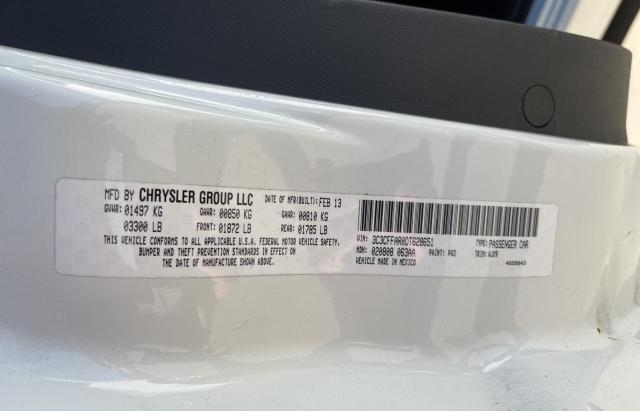 MFD BY CHRYSLER GROUP LLC DATE OF MFR(BUILT): FEB 13
GVWR: 01497 KG GAWR: 00850 KG GAWR: 00810 KG
03300 LB FRONT: 01872 LB REAR: 01785 LB
THIS VEHICLE CONFORMS TO ALL APPLICABLE U.S.A. FEDERAL MOTOR VEHICLE SAFETY,
BUMPER AND THEFT PREVENTION STANDARDS IN EFFECT ON
THE DATE OF MANUFACTURE SHOWN ABOVE.
VIN: 3C3CFFAR0DT628651 TYPE: PASSENGER CAR
MDH: 020808 063AA PAINT: PA3 TRIM: AUX9
VEHICLE MADE IN MEXICO